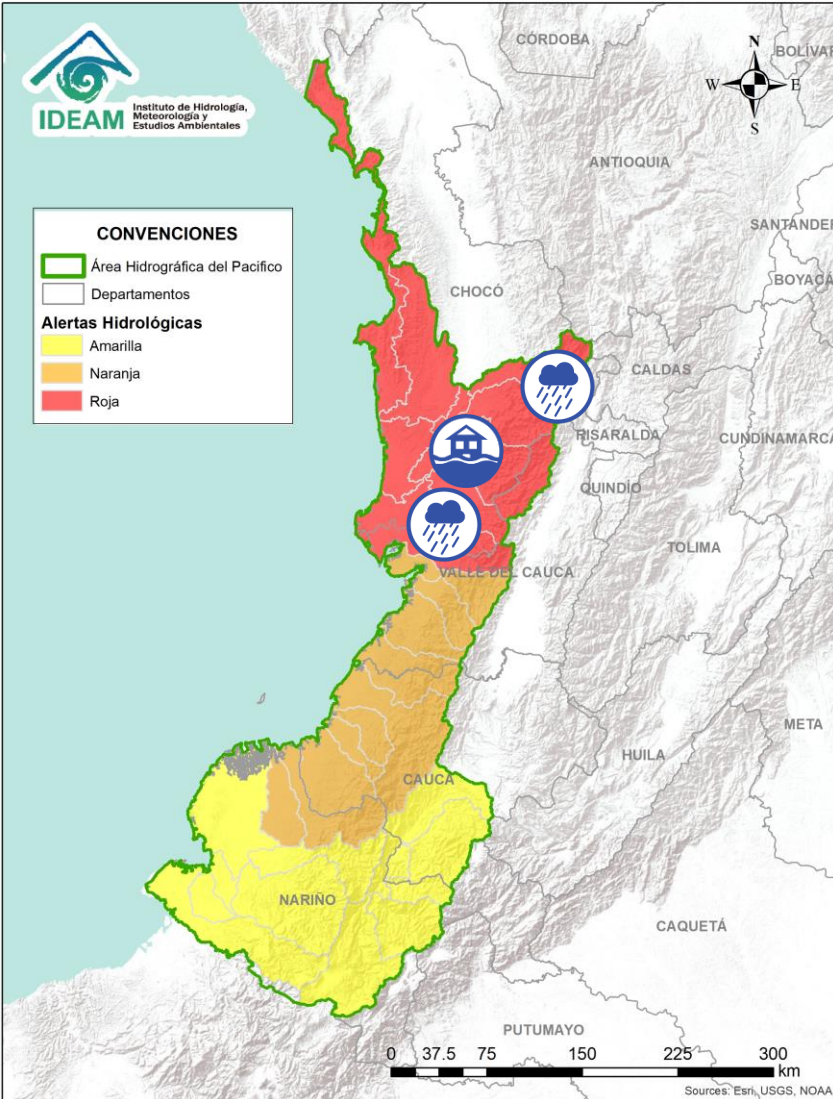 IDEAM
Instituto de Hidrología,
Meteorología y
Estudios Ambientales
CÓRDOBA
BOLÍVAR
N
W
E
S
ANTIOQUIA
SANTANDER
BOYACÁ
CONVENCIONES
Área Hidrográfica del Pacifico
Departamentos
Alertas Hidrológicas
Amarilla
Naranja
Roja
CHOCÓ
CALDAS
RISARALDA
CUNDINAMARCA
QUINDÍO
TOLIMA
VALLE DEL CAUCA
META
HUILA
CAUCA
NARIÑO
CAQUETÁ
PUTUMAYO
0 37.5 75 150 225 300
km
Sources: Esri, USGS, NOAA